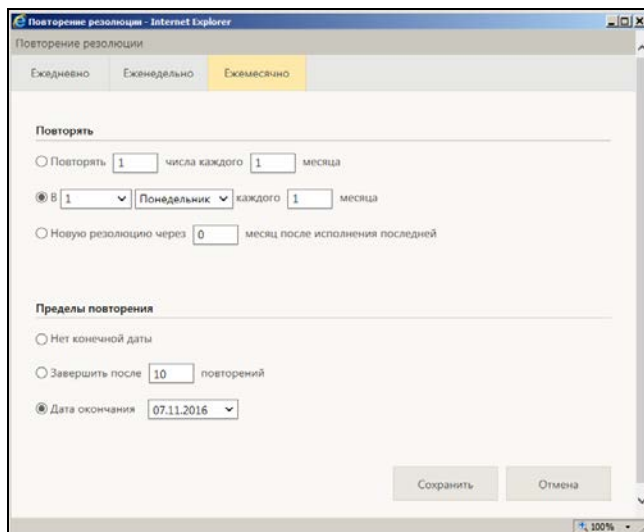 Повторение резолюции - Internet Explorer
Повторение резолюции
Ежедневно Еженедельно Ежемесячно
Повторять
Повторять 1 числа каждого 1 месяца
В 1 Понедельник каждого 1 месяца
Новую резолюцию через 0 месяц после исполнения последней
Пределы повторения
Нет конечной даты
Завершить после 10 повторений
Дата окончания 07.11.2016
Сохранить Отмена
100%